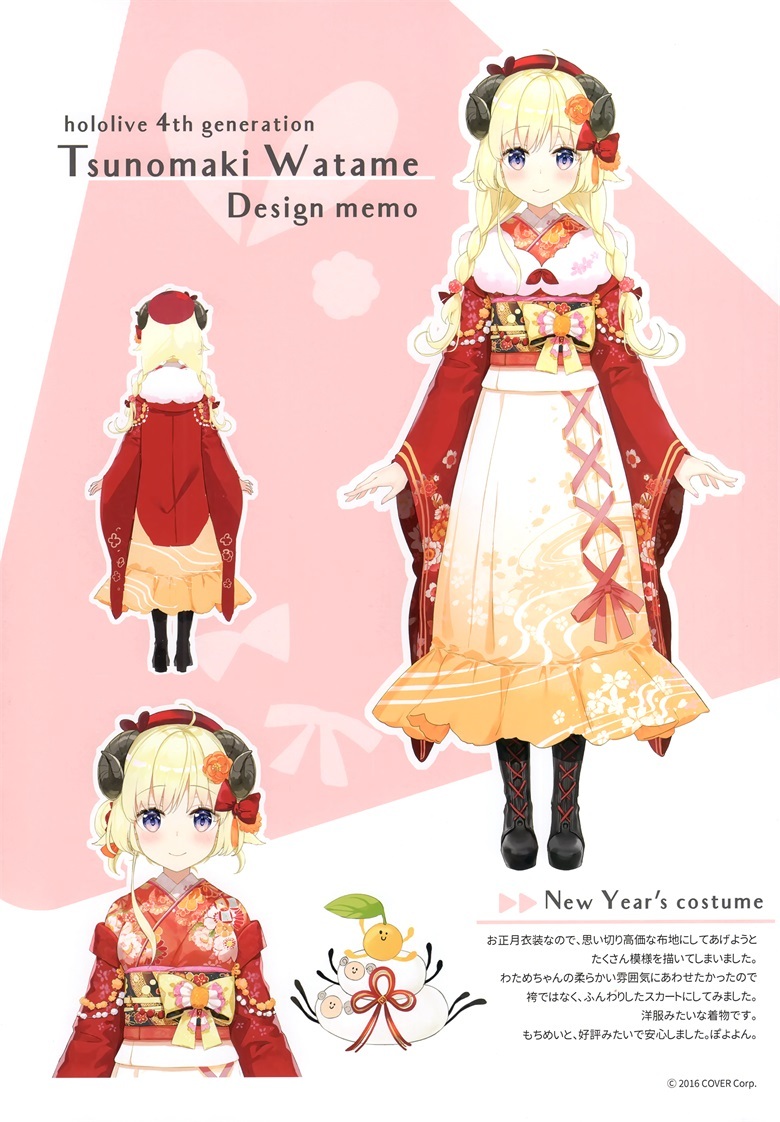 hololive 4th generation
Tsunomaki Watame
Design memo
New Year's costume
お正月衣装なので、思い切り高価な布地にしてあげようと
たくさん模様を描いてしまいました。
わためちゃんの柔らかい雰囲気にあわせたかったので
袴ではなく、ふんわりしたスカートにしてみました。
洋服みたいな着物です。
もちめいと、好評みたいで安心しました。ぽよよん。
© 2016 COVER Corp.